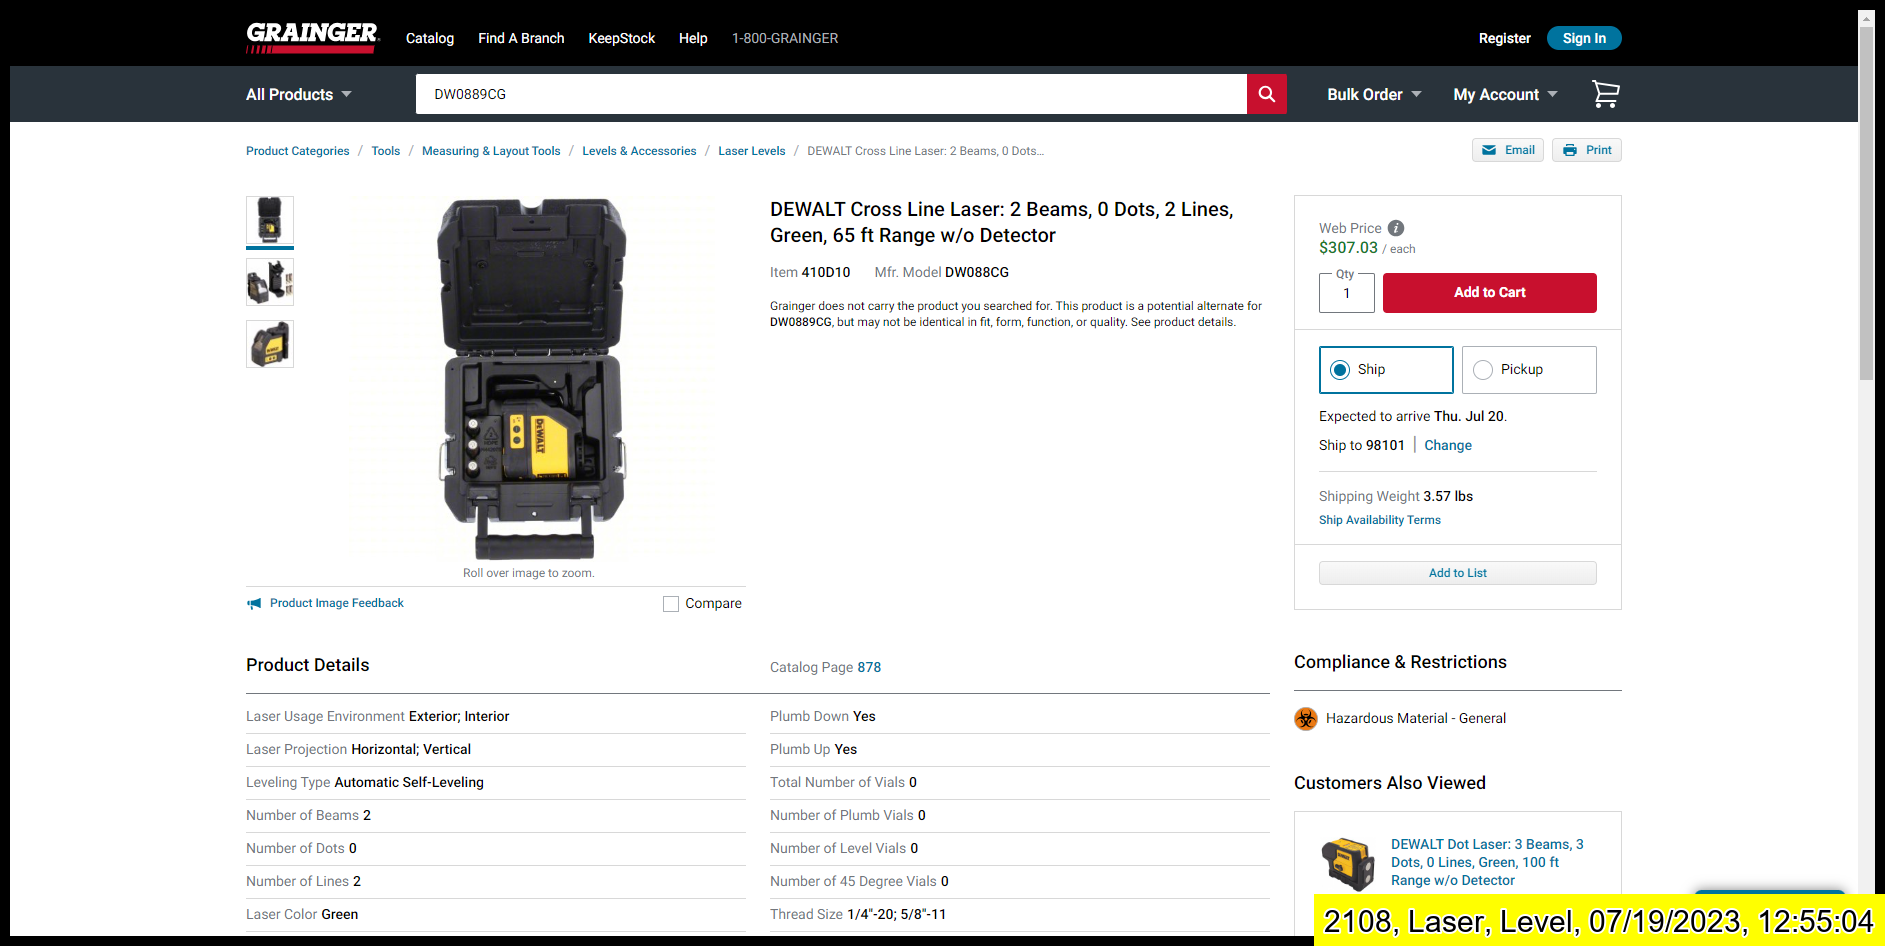 GRAINGER
Catalog
Find A Branch
KeepStock
Help
1-800-GRAINGER
Register
Sign In
All Products
DW0889CG
Bulk Order
My Account
Product Categories / Tools / Measuring & Layout Tools / Levels & Accessories / Laser Levels / DEWALT Cross Line Laser: 2 Beams, 0 Dots...
Email
Print
DEWALT
Roll over image to zoom.
Product Image Feedback
Compare
DEWALT Cross Line Laser: 2 Beams, 0 Dots, 2 Lines,
Green, 65 ft Range w/o Detector
Item 410D10 Mfr. Model DW088CG
Grainger does not carry the product you searched for. This product is a potential alternate for
DW0889CG, but may not be identical in fit, form, function, or quality. See product details.
Web Price
$307.03 / each
Qty
1
Add to Cart
Ship
Pickup
Expected to arrive Thu. Jul 20.
Ship to 98101 | Change
Shipping Weight 3.57 lbs
Ship Availability Terms
Add to List
Product Details
Catalog Page 878
Laser Usage Environment Exterior; Interior
Laser Projection Horizontal; Vertical
Leveling Type Automatic Self-Leveling
Number of Beams 2
Number of Dots 0
Number of Lines 2
Laser Color Green
Plumb Down Yes
Plumb Up Yes
Total Number of Vials 0
Number of Plumb Vials 0
Number of Level Vials 0
Number of 45 Degree Vials 0
Thread Size 1/4"-20; 5/8"-11
Compliance & Restrictions
Hazardous Material - General
Customers Also Viewed
DEWALT Dot Laser: 3 Beams, 3
Dots, 0 Lines, Green, 100 ft
Range w/o Detector
2108, Laser, Level, 07/19/2023, 12:55:04